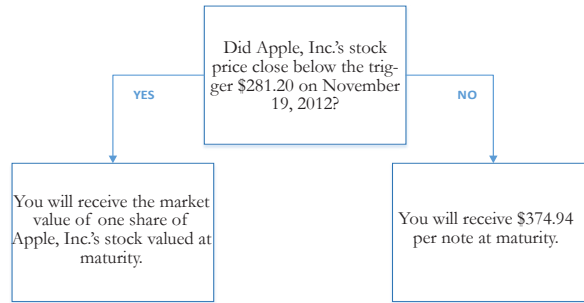 Did Apple, Inc.'s stock
price close below the trig-
ger $281.20 on November
19, 2012?
YES
NO
You will receive the market
value of one share of
Apple, Inc.'s stock valued at
maturity.
You will receive $374.94
per note at maturity.